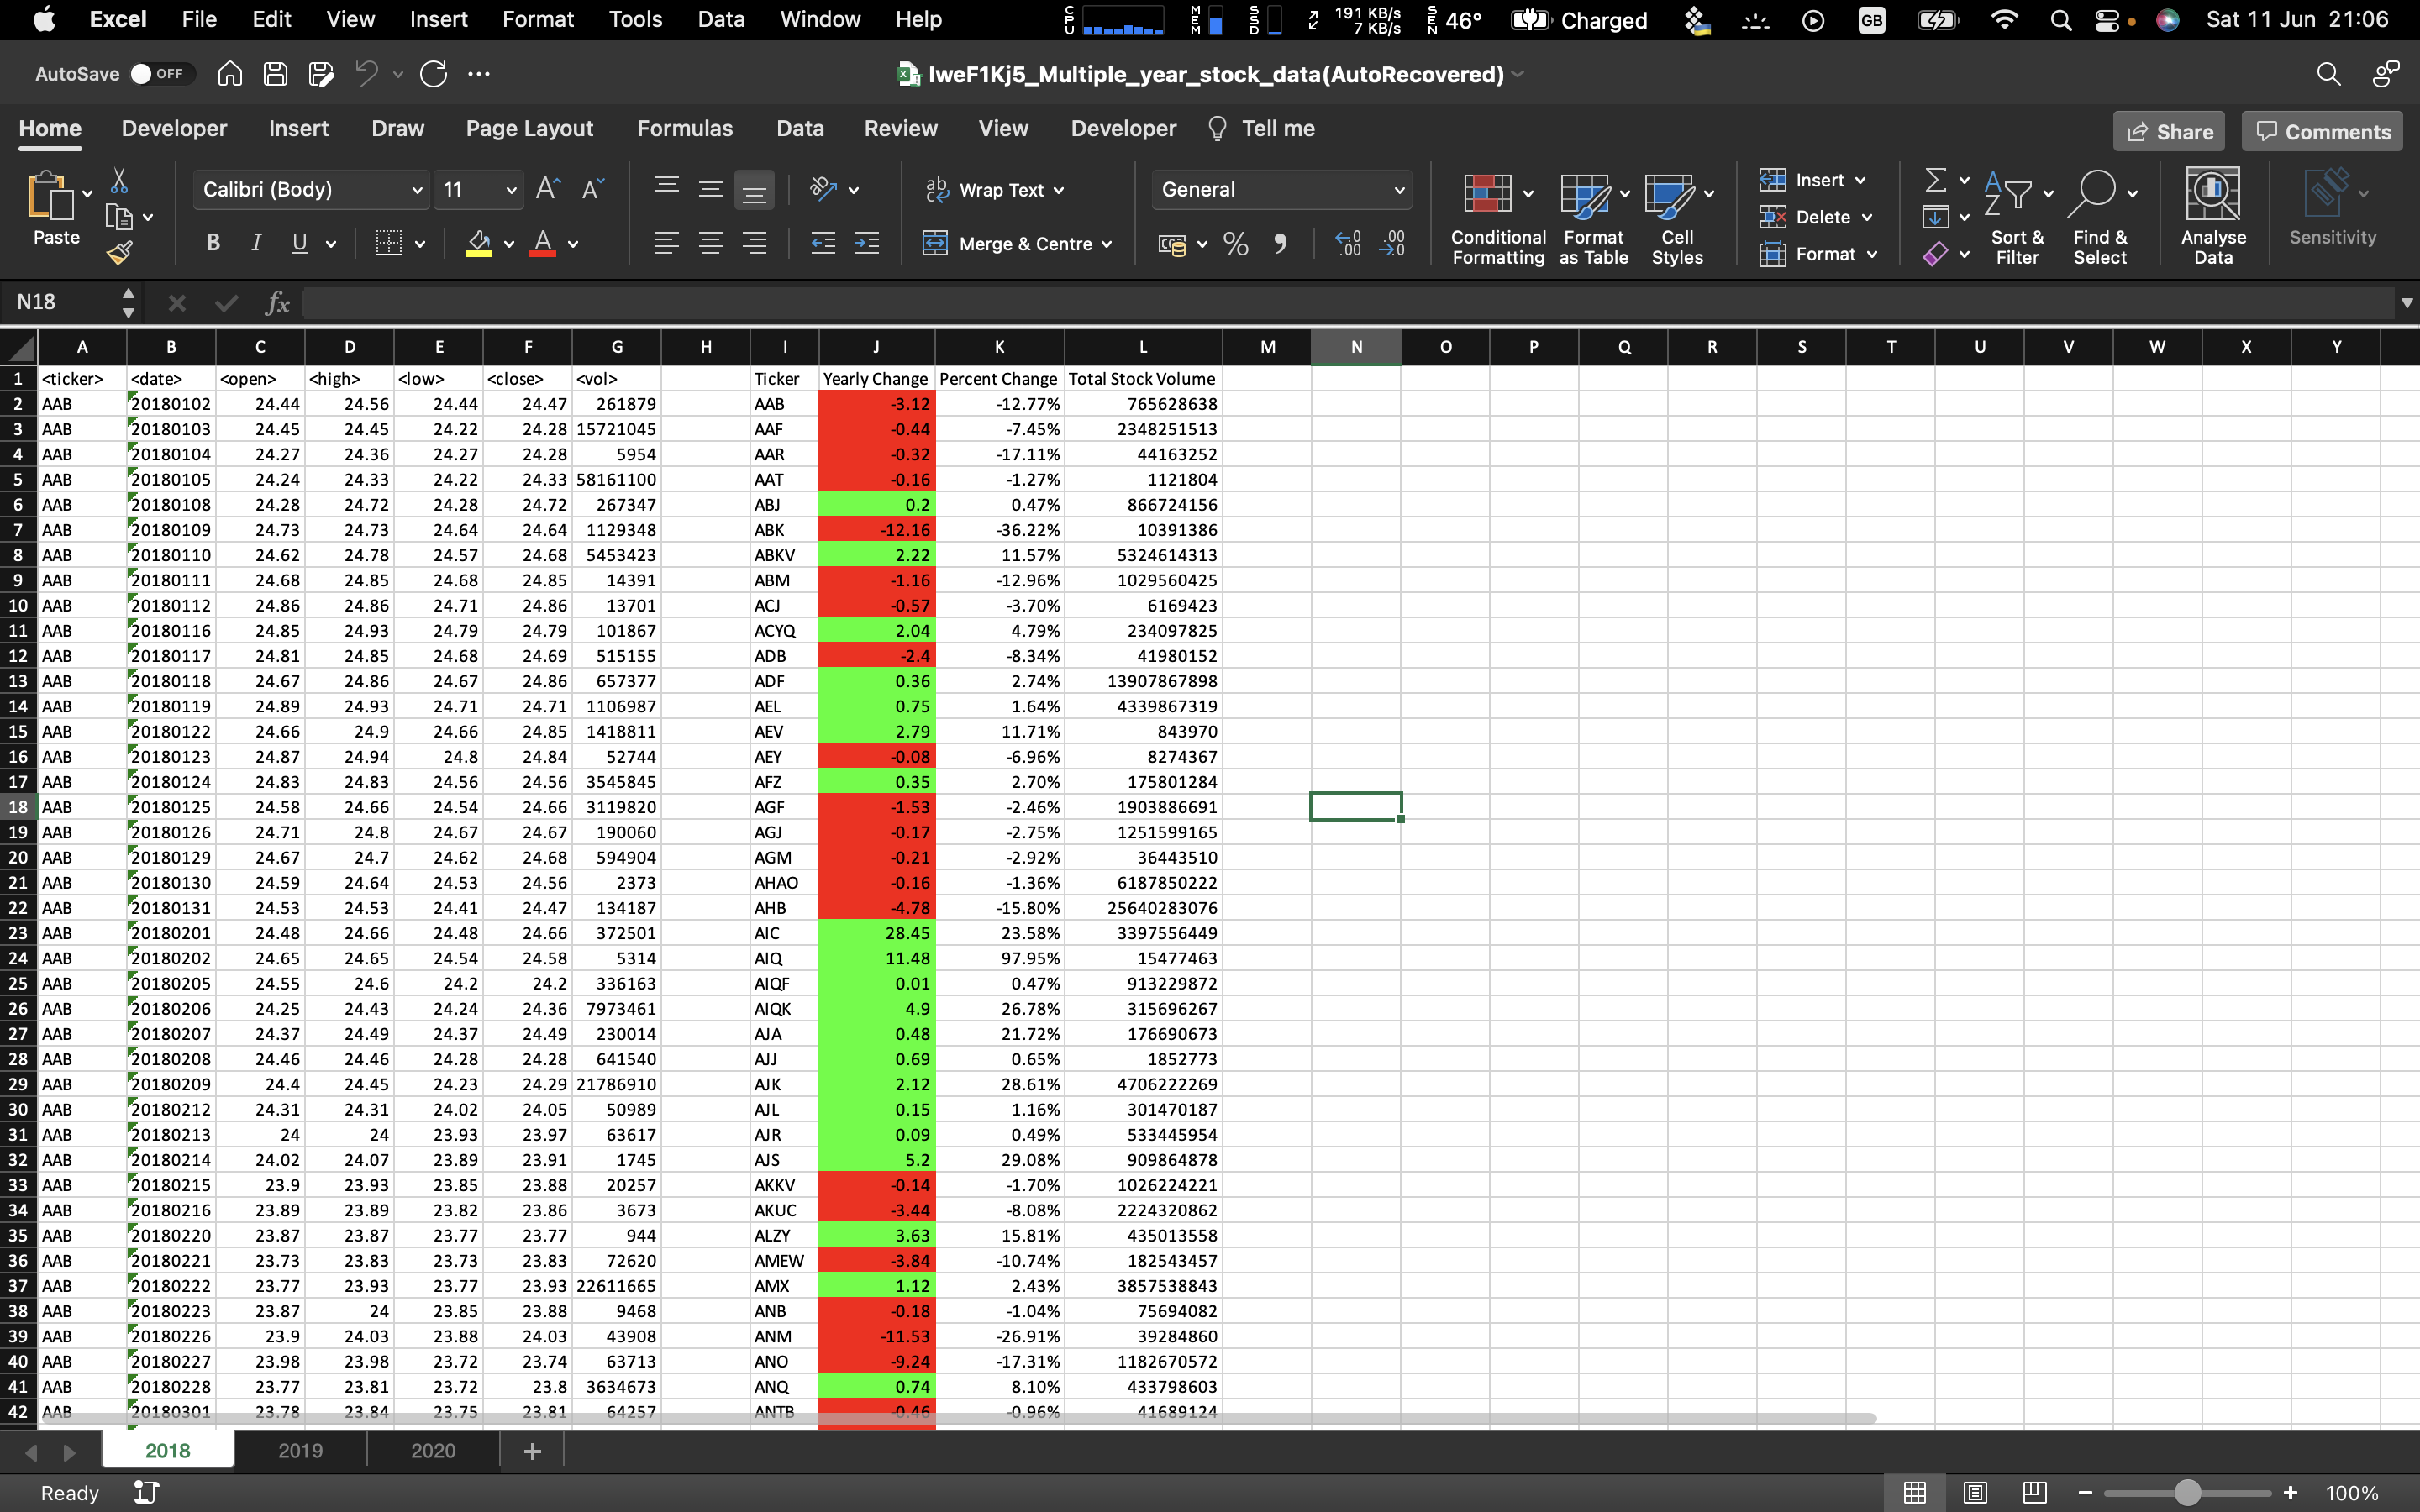 Excel File Edit View Insert Format Tools Data Window Help CPU MEM SSD 191 KB/s 7 KB/s SEN 46° Charged GB Sat 11 Jun 21:06
AutoSave OFF IweF1Kj5_Multiple_year_stock_data(AutoRecovered)
Home Developer Insert Draw Page Layout Formulas Data Review View Developer Tell me Share Comments
Paste Calibri (Body) 11 Wrap Text General Insert
B I U Merge & Centre Conditional Formatting Format as Table Cell Styles Delete Format Sort & Filter Find & Select Analyse Data Sensitivity
N18 fx
A B C D E F G H I J K L M N O P Q R S T U V W X Y
1 <ticker> <date> <open> <high> <low> <close> <vol> Ticker Yearly Change Percent Change Total Stock Volume
2 AAB 20180102 24.44 24.56 24.44 24.47 261879 AAB -3.12 -12.77% 765628638
3 AAB 20180103 24.45 24.45 24.22 24.28 15721045 AAF -0.44 -7.45% 2348251513
4 AAB 20180104 24.27 24.36 24.27 24.28 5954 AAR -0.32 -17.11% 44163252
5 AAB 20180105 24.24 24.33 24.22 24.33 58161100 AAT -0.16 -1.27% 1121804
6 AAB 20180108 24.28 24.72 24.28 24.72 267347 ABJ 0.2 0.47% 866724156
7 AAB 20180109 24.73 24.73 24.64 24.64 1129348 ABK -12.16 -36.22% 10391386
8 AAB 20180110 24.62 24.78 24.57 24.68 5453423 ABKV 2.22 11.57% 5324614313
9 AAB 20180111 24.68 24.85 24.68 24.85 14391 ABM -1.16 -12.96% 1029560425
10 AAB 20180112 24.86 24.86 24.71 24.86 13701 ACJ -0.57 -3.70% 6169423
11 AAB 20180116 24.85 24.93 24.79 24.79 101867 ACYQ 2.04 4.79% 234097825
12 AAB 20180117 24.81 24.85 24.68 24.69 515155 ADB -2.4 -8.34% 41980152
13 AAB 20180118 24.67 24.86 24.67 24.86 657377 ADF 0.36 2.74% 13907867898
14 AAB 20180119 24.89 24.93 24.71 24.71 1106987 AEL 0.75 1.64% 4339867319
15 AAB 20180122 24.66 24.9 24.66 24.85 1418811 AEV 2.79 11.71% 843970
16 AAB 20180123 24.87 24.94 24.8 24.84 52744 AEY -0.08 -6.96% 8274367
17 AAB 20180124 24.83 24.83 24.56 24.56 3545845 AFZ 0.35 2.70% 175801284
18 AAB 20180125 24.58 24.66 24.54 24.66 3119820 AGF -1.53 -2.46% 1903886691
19 AAB 20180126 24.71 24.8 24.67 24.67 190060 AGJ -0.17 -2.75% 1251599165
20 AAB 20180129 24.67 24.7 24.62 24.68 594904 AGM -0.21 -2.92% 36443510
21 AAB 20180130 24.59 24.64 24.53 24.56 2373 AHAO -0.16 -1.36% 6187850222
22 AAB 20180131 24.53 24.53 24.41 24.47 134187 AHB -4.78 -15.80% 25640283076
23 AAB 20180201 24.48 24.66 24.48 24.66 372501 AIC 28.45 23.58% 3397556449
24 AAB 20180202 24.65 24.65 24.54 24.58 5314 AIQ 11.48 97.95% 15477463
25 AAB 20180205 24.55 24.6 24.2 24.2 336163 AIQF 0.01 0.47% 913229872
26 AAB 20180206 24.25 24.43 24.24 24.36 7973461 AIQK 4.9 26.78% 315696267
27 AAB 20180207 24.37 24.49 24.37 24.49 230014 AJA 0.48 21.72% 176690673
28 AAB 20180208 24.46 24.46 24.28 24.28 641540 AJJ 0.69 0.65% 1852773
29 AAB 20180209 24.4 24.45 24.23 24.29 21786910 AJK 2.12 28.61% 4706222269
30 AAB 20180212 24.31 24.31 24.02 24.05 50989 AJL 0.15 1.16% 301470187
31 AAB 20180213 24 24 23.93 23.97 63617 AJR 0.09 0.49% 533445954
32 AAB 20180214 24.02 24.07 23.89 23.91 1745 AJS 5.2 29.08% 909864878
33 AAB 20180215 23.9 23.93 23.85 23.88 20257 AKKV -0.14 -1.70% 1026224221
34 AAB 20180216 23.89 23.89 23.82 23.86 3673 AKUC -3.44 -8.08% 2224320862
35 AAB 20180220 23.87 23.87 23.77 23.77 944 ALZY 3.63 15.81% 435013558
36 AAB 20180221 23.73 23.83 23.73 23.83 72620 AMEW -3.84 -10.74% 182543457
37 AAB 20180222 23.77 23.93 23.77 23.93 22611665 AMX 1.12 2.43% 3857538843
38 AAB 20180223 23.87 24 23.85 23.88 9468 ANB -0.18 -1.04% 75694082
39 AAB 20180226 23.9 24.03 23.88 24.03 43908 ANM -11.53 -26.91% 39284860
40 AAB 20180227 23.98 23.98 23.72 23.74 63713 ANO -9.24 -17.31% 1182670572
41 AAB 20180228 23.77 23.81 23.72 23.8 3634673 ANQ 0.74 8.10% 433798603
42 AAB 20180301 23.78 23.84 23.75 23.81 64257 ANTB -0.46 -0.96% 41689124
2018 2019 2020 +
Ready 100%